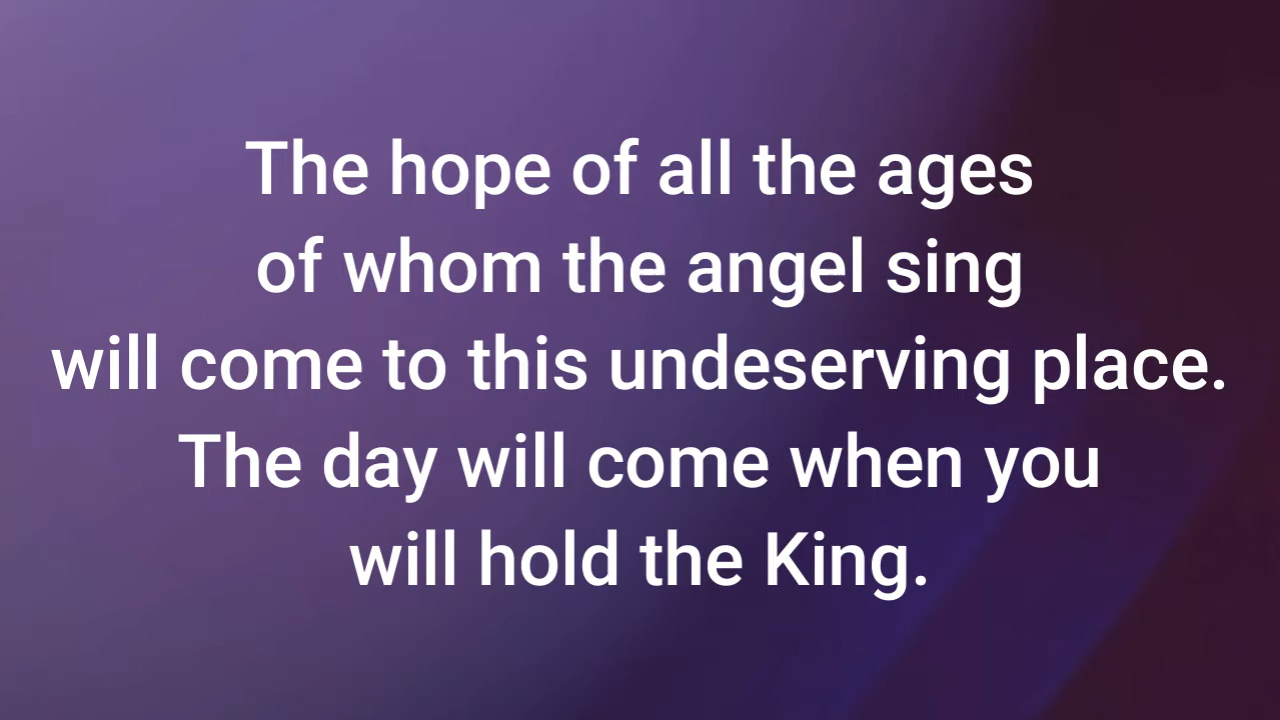 The hope of all the ages
of whom the angel sing
will come to this undeserving place.
The day will come when you
will hold the King.